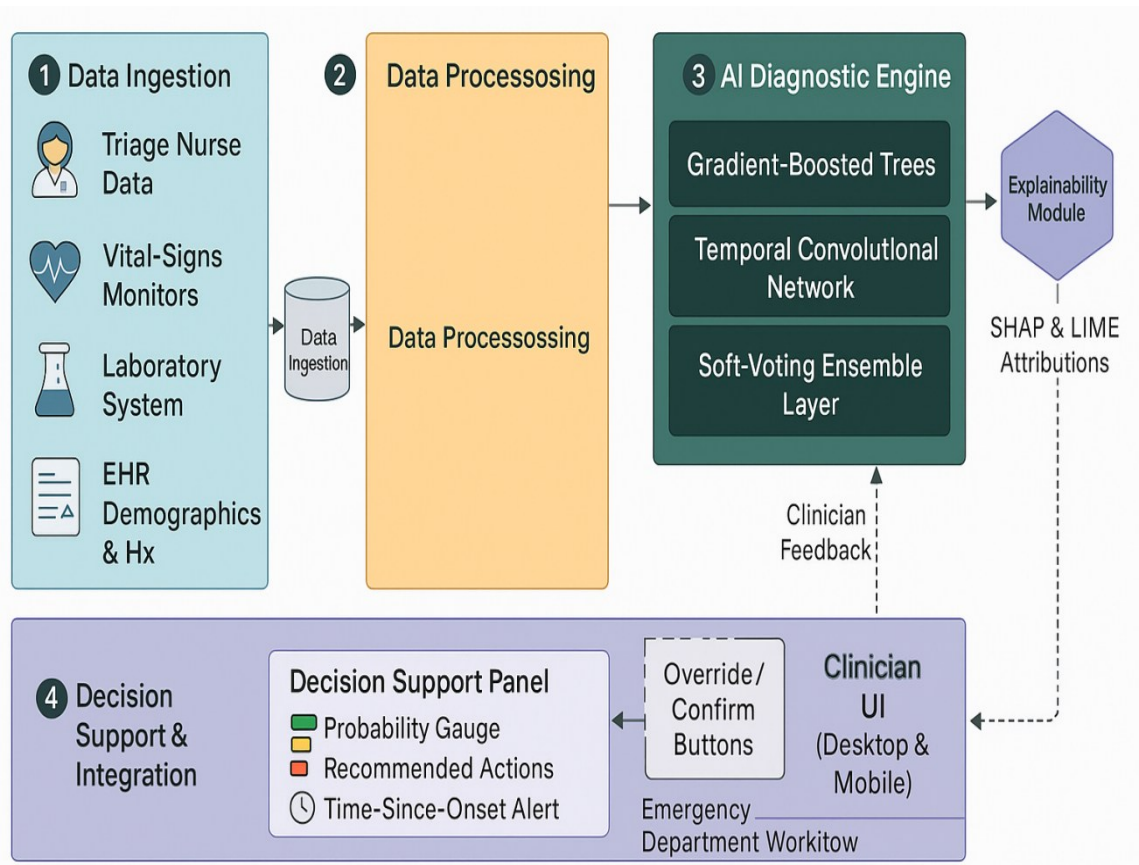 1 Data Ingestion
Triage Nurse
Data
Vital-Signs
Monitors
Laboratory
System
EHR
Demographics
& Hx
Data
Ingestion
2 Data Processosing
Data Processossing
3 AI Diagnostic Engine
Gradient-Boosted Trees
Temporal Convolutlonal
Network
Soft-Voting Ensemble
Layer
Explainability
Module
SHAP & LIME
Attributions
Clinician
Feedback
4 Decision
Support &
Integration
Decision Support Panel
Probability Gauge
Recommended Actions
Time-Since-Onset Alert
Override/
Confirm
Buttons
Clinician
UI
(Desktop &
Mobile)
Emergency
Department Workitow